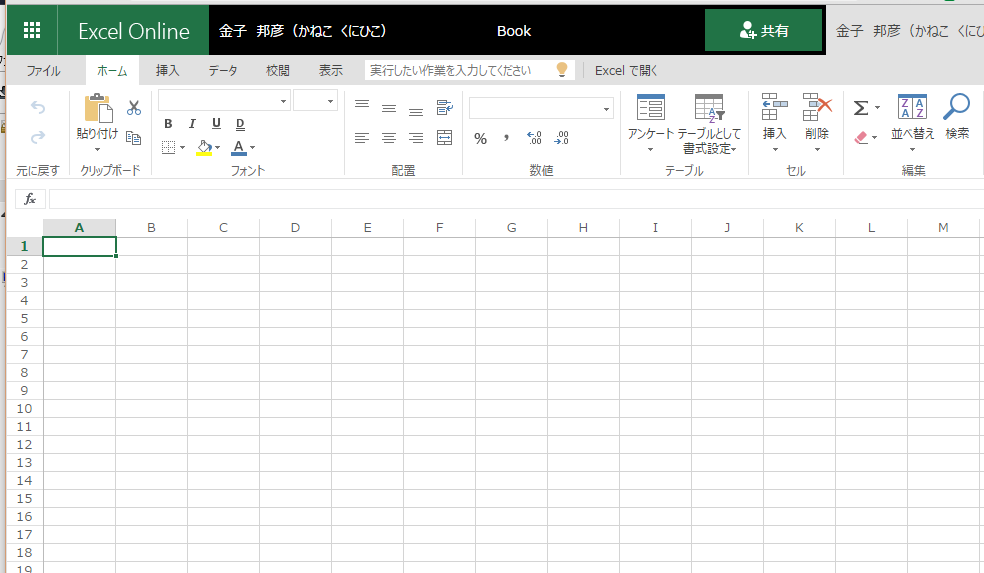 Excel Online 金子 邦彦（かねこ くにひこ） Book 共有 金子 邦彦（かねこ くにひ
ファイル ホーム 挿入 データ 校閲 表示 実行したい作業を入力してください Excel で開く
貼り付け
B I U D
% , ←.0 .00
.00 →.0
アンケート テーブルとして 書式設定
挿入 削除
Σ 並べ替え 検索
元に戻す クリップボード フォント 配置 数値 テーブル セル 編集
fx
A B C D E F G H I J K L M
1
2
3
4
5
6
7
8
9
10
11
12
13
14
15
16
17
18
19